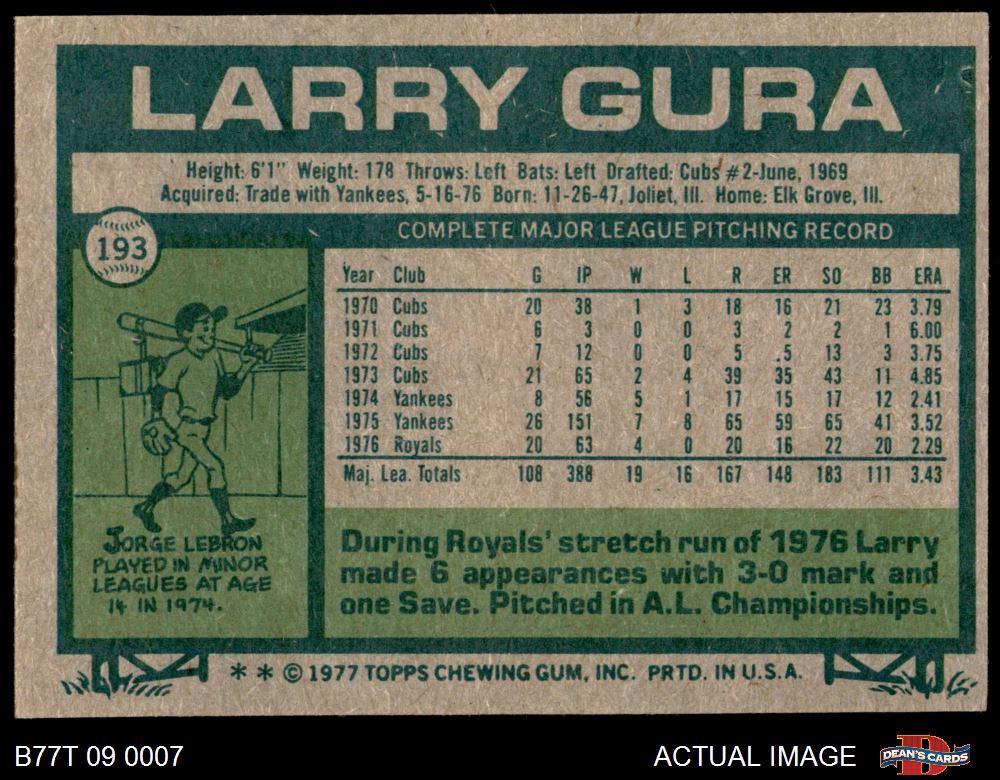 LARRY GURA
Height: 6'1" Weight: 178 Throws: Left Bats: Left Drafted: Cubs #2-June, 1969
Acquired: Trade with Yankees, 5-16-76 Born: 11-26-47, Joliet, Ill. Home: Elk Grove, Ill.
193
COMPLETE MAJOR LEAGUE PITCHING RECORD
Year Club G IP W L R ER SO BB ERA
1970 Cubs 20 38 1 3 18 16 21 23 3.79
1971 Cubs 6 3 0 0 3 2 2 1 6.00
1972 Cubs 7 12 0 0 5 .5 13 3 3.75
1973 Cubs 21 65 2 4 39 35 43 11 4.85
1974 Yankees 8 56 5 1 17 15 17 12 2.41
1975 Yankees 26 151 7 8 65 59 65 41 3.52
1976 Royals 20 63 4 0 20 16 22 20 2.29
Maj. Lea. Totals 108 388 19 16 167 148 183 111 3.43
JORGE LEBRON
PLAYED IN MINOR
LEAGUES AT AGE
14 IN 1974.
During Royals' stretch run of 1976 Larry
made 6 appearances with 3-0 mark and
one Save. Pitched in A.L. Championships.
* * © 1977 TOPPS CHEWING GUM, INC. PRTD. IN U.S.A.
B77T 09 0007
ACTUAL IMAGE
DEAN'S CARDS